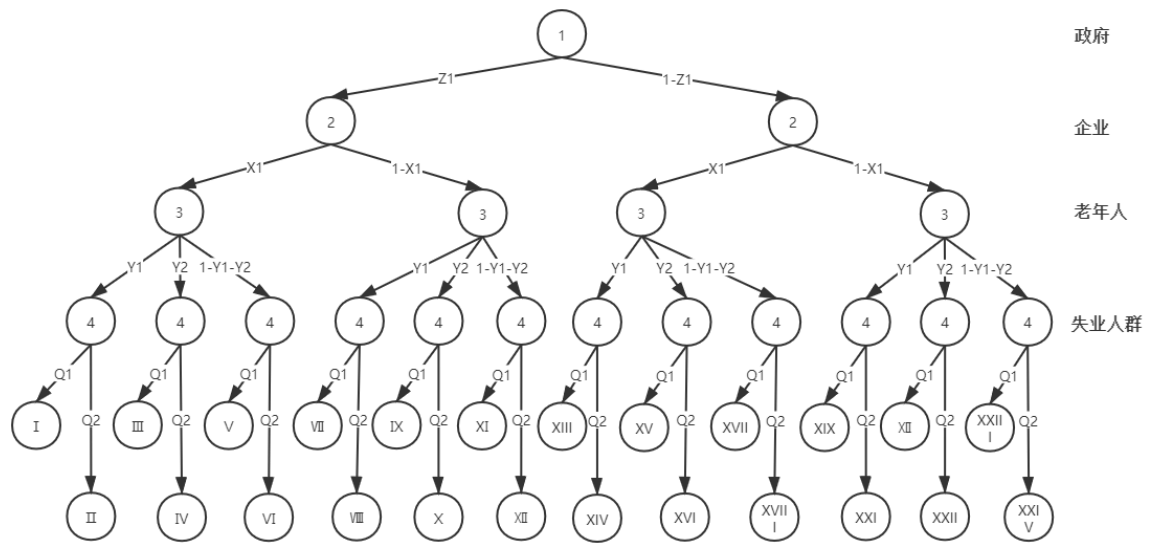 1
政府
Z1
1-Z1
2
2
企业
X1
1-X1
X1
1-X1
3
3
3
3
老年人
Y1
Y2
1-Y1-Y2
Y1
Y2
1-Y1-Y2
Y1
Y2
1-Y1-Y2
Y1
Y2
1-Y1-Y2
4
4
4
4
4
4
4
4
4
4
4
4
失业人群
Q1
Q1
Q1
Q1
Q1
Q1
Q1
Q1
Q1
Q1
Q1
Q1
I
Q2
III
Q2
V
Q2
VII
Q2
IX
Q2
XI
Q2
XIII
Q2
XV
Q2
XVII
Q2
XIX
Q2
XII
Q2
XXII
I
Q2
II
IV
VI
VIII
X
XII
XIV
XVI
XVII
I
XXI
XXII
XXI
V